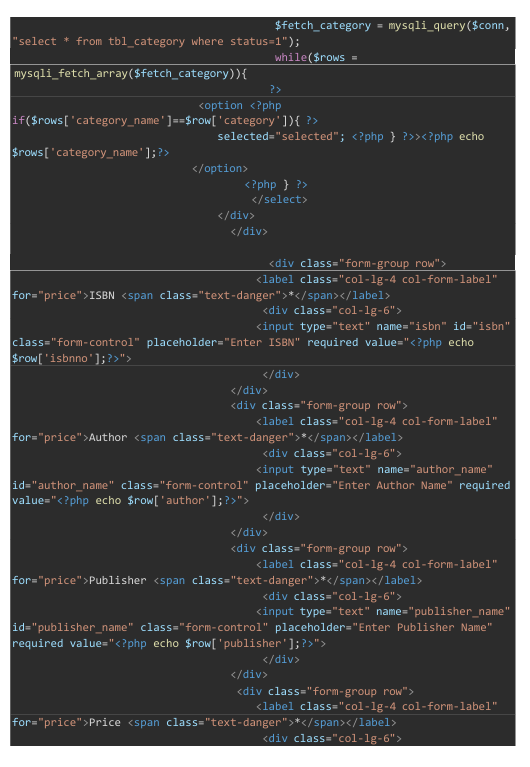 $fetch_category = mysqli_query($conn,
"select * from tbl_category where status=1");
while($rows =
mysqli_fetch_array($fetch_category)){
?>
<option <?php
if($rows['category_name']==$row['category']){ ?>
selected="selected"; <?php } ?>><?php echo
$rows['category_name'];?>
</option>
<?php } ?>
</select>
</div>
</div>
<div class="form-group row">
<label class="col-lg-4 col-form-label"
for="price">ISBN <span class="text-danger">*</span></label>
<div class="col-lg-6">
<input type="text" name="isbn" id="isbn"
class="form-control" placeholder="Enter ISBN" required value="<?php echo
$row['isbnno'];?>">
</div>
</div>
<div class="form-group row">
<label class="col-lg-4 col-form-label"
for="price">Author <span class="text-danger">*</span></label>
<div class="col-lg-6">
<input type="text" name="author_name"
id="author_name" class="form-control" placeholder="Enter Author Name" required
value="<?php echo $row['author'];?>">
</div>
</div>
<div class="form-group row">
<label class="col-lg-4 col-form-label"
for="price">Publisher <span class="text-danger">*</span></label>
<div class="col-lg-6">
<input type="text" name="publisher_name"
id="publisher_name" class="form-control" placeholder="Enter Publisher Name"
required value="<?php echo $row['publisher'];?>">
</div>
</div>
<div class="form-group row">
<label class="col-lg-4 col-form-label"
for="price">Price <span class="text-danger">*</span></label>
<div class="col-lg-6">